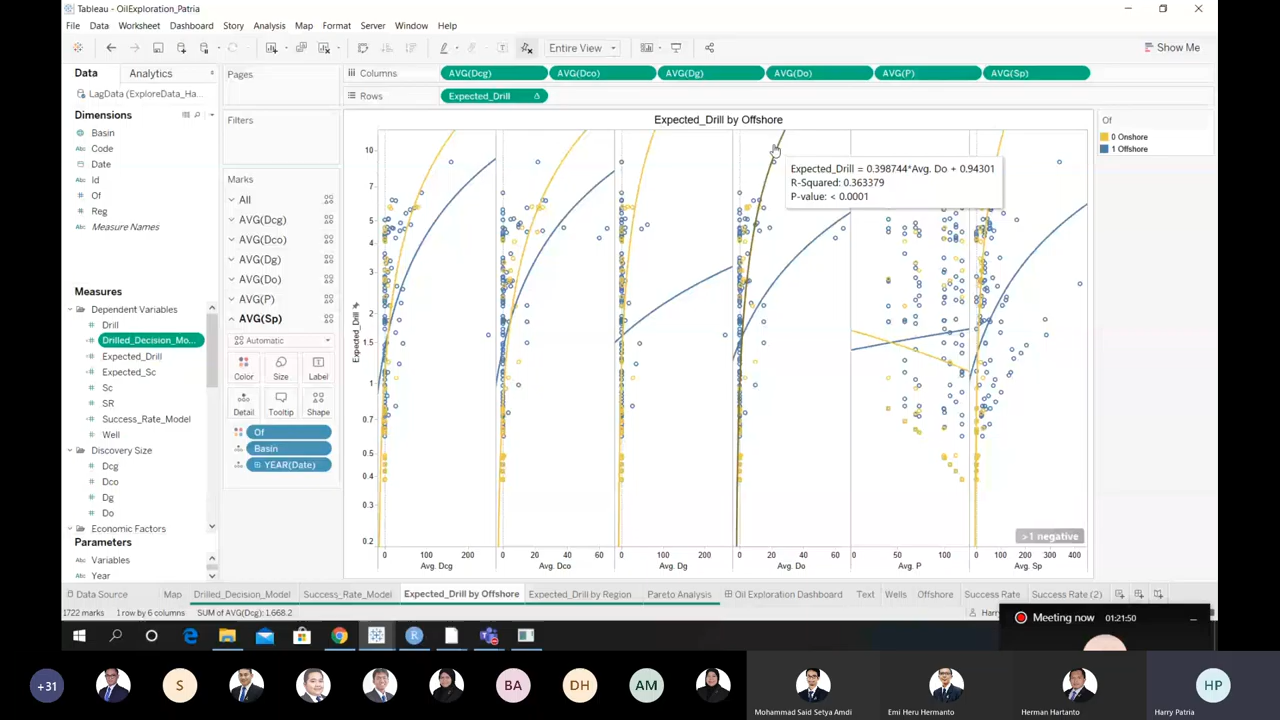 Tableau - OilExploration_Patria
File Data Worksheet Dashboard Story Analysis Map Format Server Window Help
Entire View
Show Me
Data Analytics
LagData (ExploreData_Ha...
Dimensions
Basin
Code
Date
Id
Of
Reg
Measure Names
Measures
Dependent Variables
Drill
Drilled_Decision_Mo...
Expected_Drill
Expected_Sc
Sc
SR
Success_Rate_Model
Well
Discovery Size
Dcg
Dco
Dg
Do
Economic Factors
Parameters
Variables
Year
Pages
Filters
Marks
All
AVG(Dcg)
AVG(Dco)
AVG(Dg)
AVG(Do)
AVG(P)
AVG(Sp)
Automatic
Color Size Label
Detail Tooltip Shape
Of
Basin
YEAR(Date)
Columns AVG(Dcg) AVG(Dco) AVG(Dg) AVG(Do) AVG(P) AVG(Sp)
Rows Expected_Drill
Expected_Drill by Offshore
Expected_Drill
10
7
5
4
3
2
1.5
1
0.7
0.5
0.4
0.3
0.2
Expected_Drill = 0.398744*Avg. Do + 0.94301
R-Squared: 0.363379
P-value: < 0.0001
>1 negative
0 100 200 0 20 40 60 0 100 200 0 20 40 60 0 50 100 0 100 200 400
Avg. Dcg Avg. Dco Avg. Dg Avg. Do Avg. P Avg. Sp
Of
0 Onshore
1 Offshore
Data Source Map Drilled_Decision_Model Success_Rate_Model Expected_Drill by Offshore Expected_Drill by Region Pareto Analysis Oil Exploration Dashboard Text Wells Offshore Success Rate Success Rate (2)
1722 marks 1 row by 6 columns SUM of AVG(Dcg): 1,668.2
Meeting now 01:21:50
+31 S BA DH AM HP
Mohammad Said Setya Amdi Emi Heru Hermanto Herman Hartanto Harry Patria